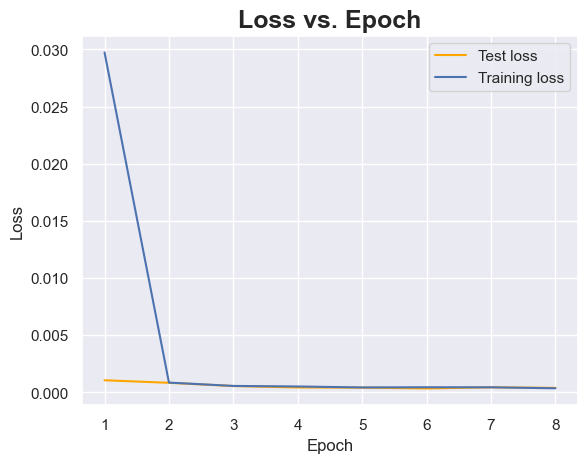 Loss vs. Epoch
Test loss
Training loss
0.030
0.025
0.020
0.015
0.010
0.005
0.000
Loss
1 2 3 4 5 6 7 8
Epoch